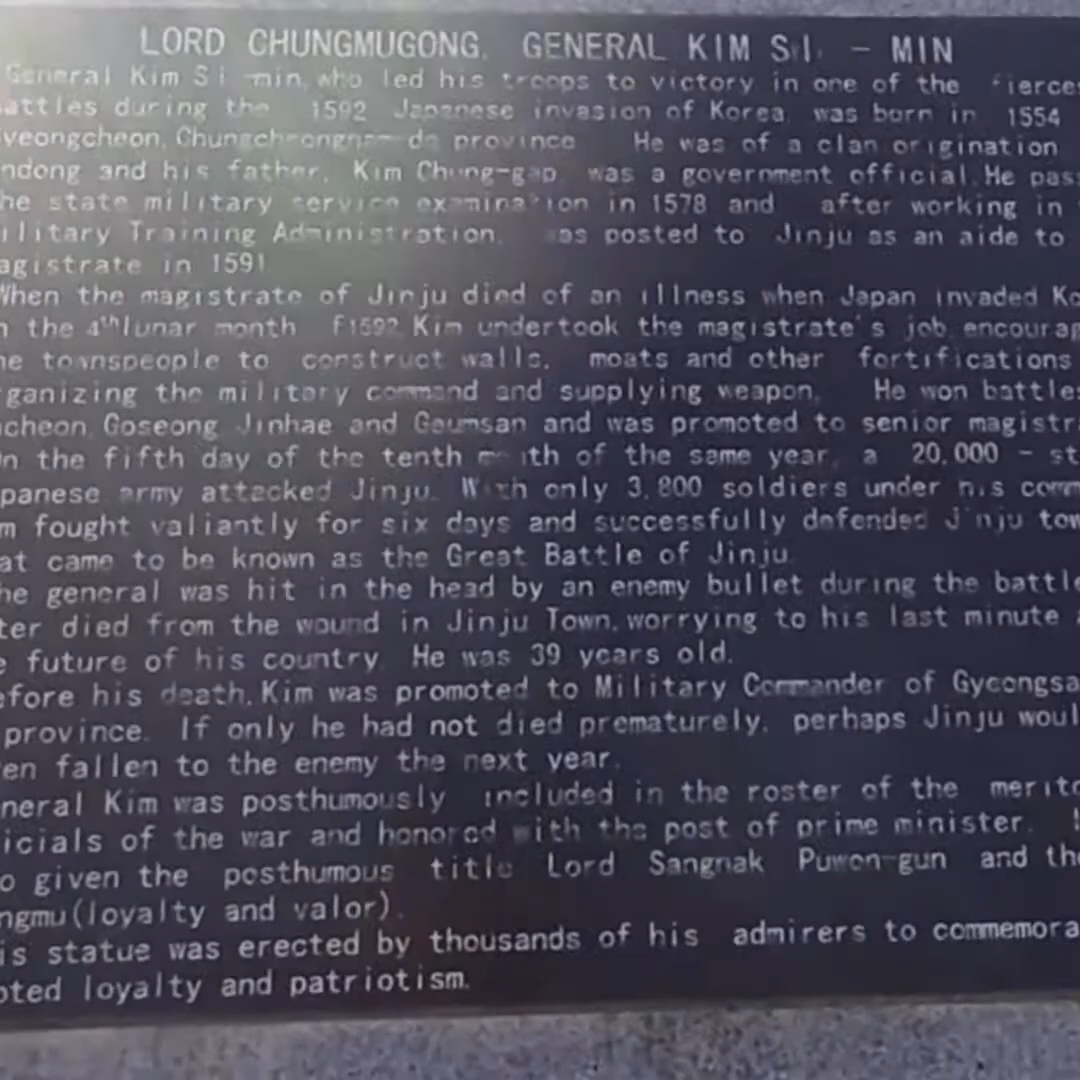 LORD CHUNGMUGONG, GENERAL KIM SI - MIN
General Kim Si-min, who led his troops to victory in one of the fierces
attles during the 1592 Japanese invasion of Korea was born in 1554
yeongcheon, Chungcheongnam-do province He was of a clan origination
ndong and his father, Kim Chung-gap, was a government official. He pass
he state military service examination in 1578 and after working in
ilitary Training Administration, was posted to Jinju as an aide to
agistrate in 1591
When the magistrate of Jinju died of an illness when Japan invaded Ko
n the 4th lunar month f 1592, Kim undertook the magistrate's job encourag
he townspeople to construct walls, moats and other fortifications
rganizing the military command and supplying weapon, He won battles
cheon, Goseong Jinhae and Geumsan and was promoted to senior magistra
On the fifth day of the tenth month of the same year, a 20,000 - st
panese army attacked Jinju. With only 3,800 soldiers under his comm
m fought valiantly for six days and successfully defended Jinju tow
at came to be known as the Great Battle of Jinju.
he general was hit in the head by an enemy bullet during the battle
ter died from the wound in Jinju Town, worrying to his last minute
e future of his country He was 39 years old.
efore his death, Kim was promoted to Military Commander of Gyeongsa
province. If only he had not died prematurely, perhaps Jinju woul
en fallen to the enemy the next year.
neral Kim was posthumously included in the roster of the merito
icials of the war and honored with the post of prime minister.
o given the posthumous title Lord Sangnak Puwon-gun and the
ngmu(loyalty and valor).
is statue was erected by thousands of his admirers to commemora
oted loyalty and patriotism.